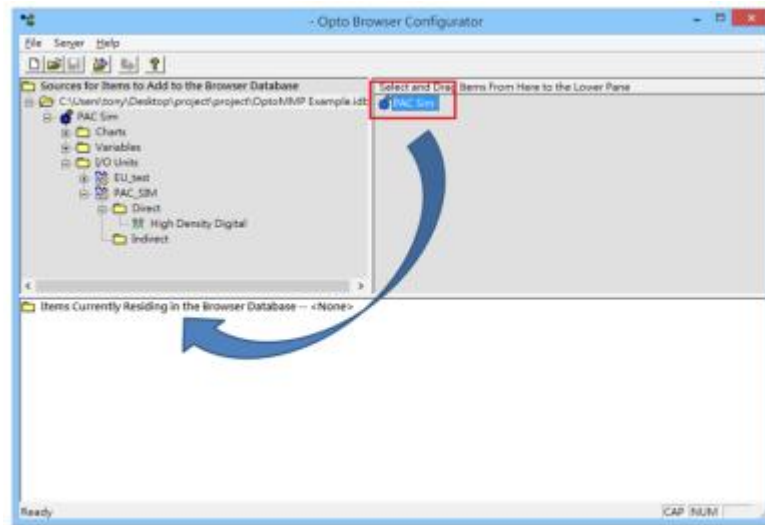 - Opto Browser Configurator
File Server Help
Sources for Items to Add to the Browser Database
Select and Drag Items From Here to the Lower Pane
C:\Users\tony\Desktop\project\project\OptoMMP Example.idb
PAC Sim
PAC Sim
Charts
Variables
I/O Units
EU_test
PAC_SIM
Direct
High Density Digital
Indirect
Items Currently Residing in the Browser Database -- <None>
Ready
CAP NUM